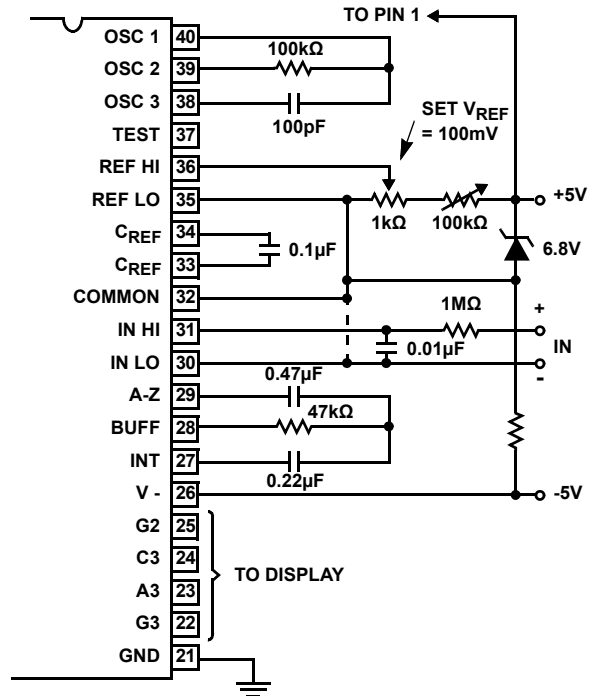 TO PIN 1
OSC 1 40
100kΩ
OSC 2 39
OSC 3 38
100pF
SET VREF
= 100mV
TEST 37
REF HI 36
REF LO 35
+5V
1kΩ
100kΩ
CREF 34
0.1µF
6.8V
CREF 33
COMMON 32
1MΩ
+
IN HI 31
0.01µF
IN
IN LO 30
-
0.47µF
A-Z 29
47kΩ
BUFF 28
INT 27
0.22µF
V - 26
-5V
G2 25
C3 24
TO DISPLAY
A3 23
G3 22
GND 21